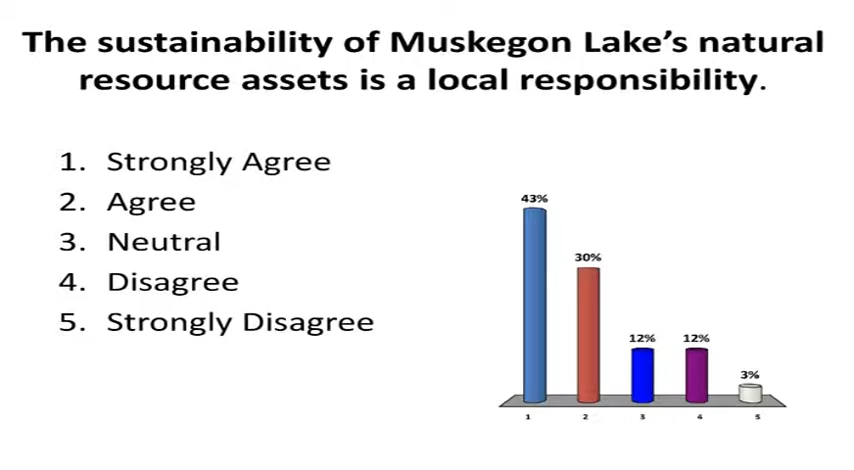 The sustainability of Muskegon Lake’s natural
resource assets is a local responsibility.
1. Strongly Agree
2. Agree
3. Neutral
4. Disagree
5. Strongly Disagree
43%
30%
12% 12%
3%
1 2 3 4 5